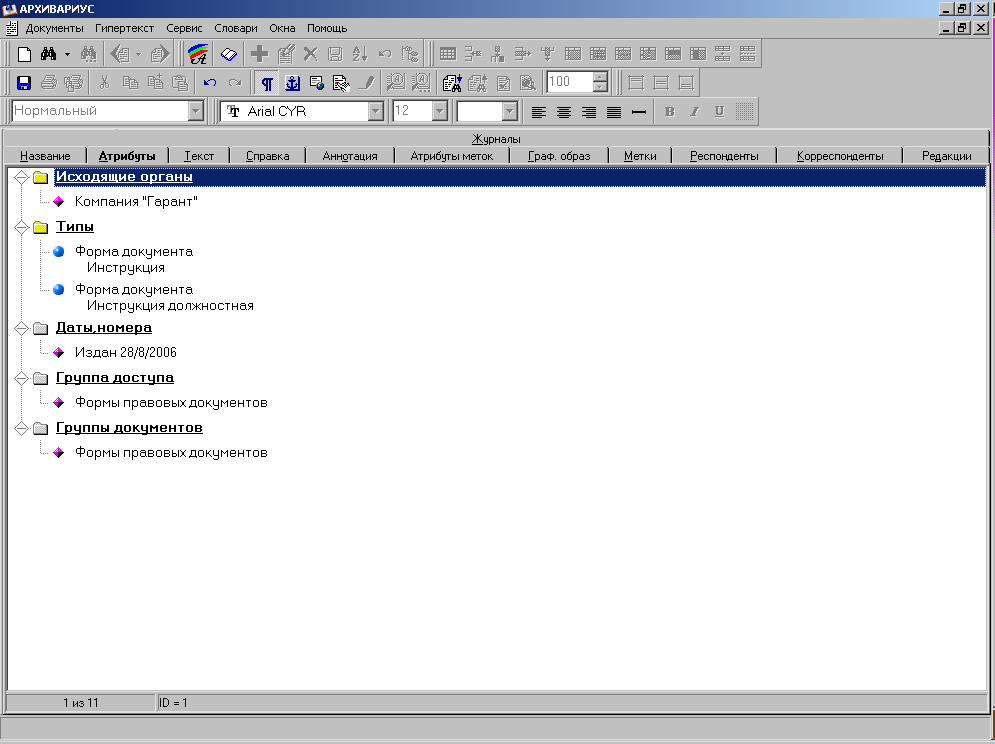 АРХИВАРИУС
Документы Гипертекст Сервис Словари Окна Помощь
100
Нормальный Arial CYR 12
Журналы
Название Атрибуты Текст Справка Аннотация Атрибуты меток Граф. образ Метки Респонденты Корреспонденты Редакции
Исходящие органы
Компания "Гарант"
Типы
Форма документа
Инструкция
Форма документа
Инструкция должностная
Даты,номера
Издан 28/8/2006
Группа доступа
Формы правовых документов
Группы документов
Формы правовых документов
1 из 11 ID = 1